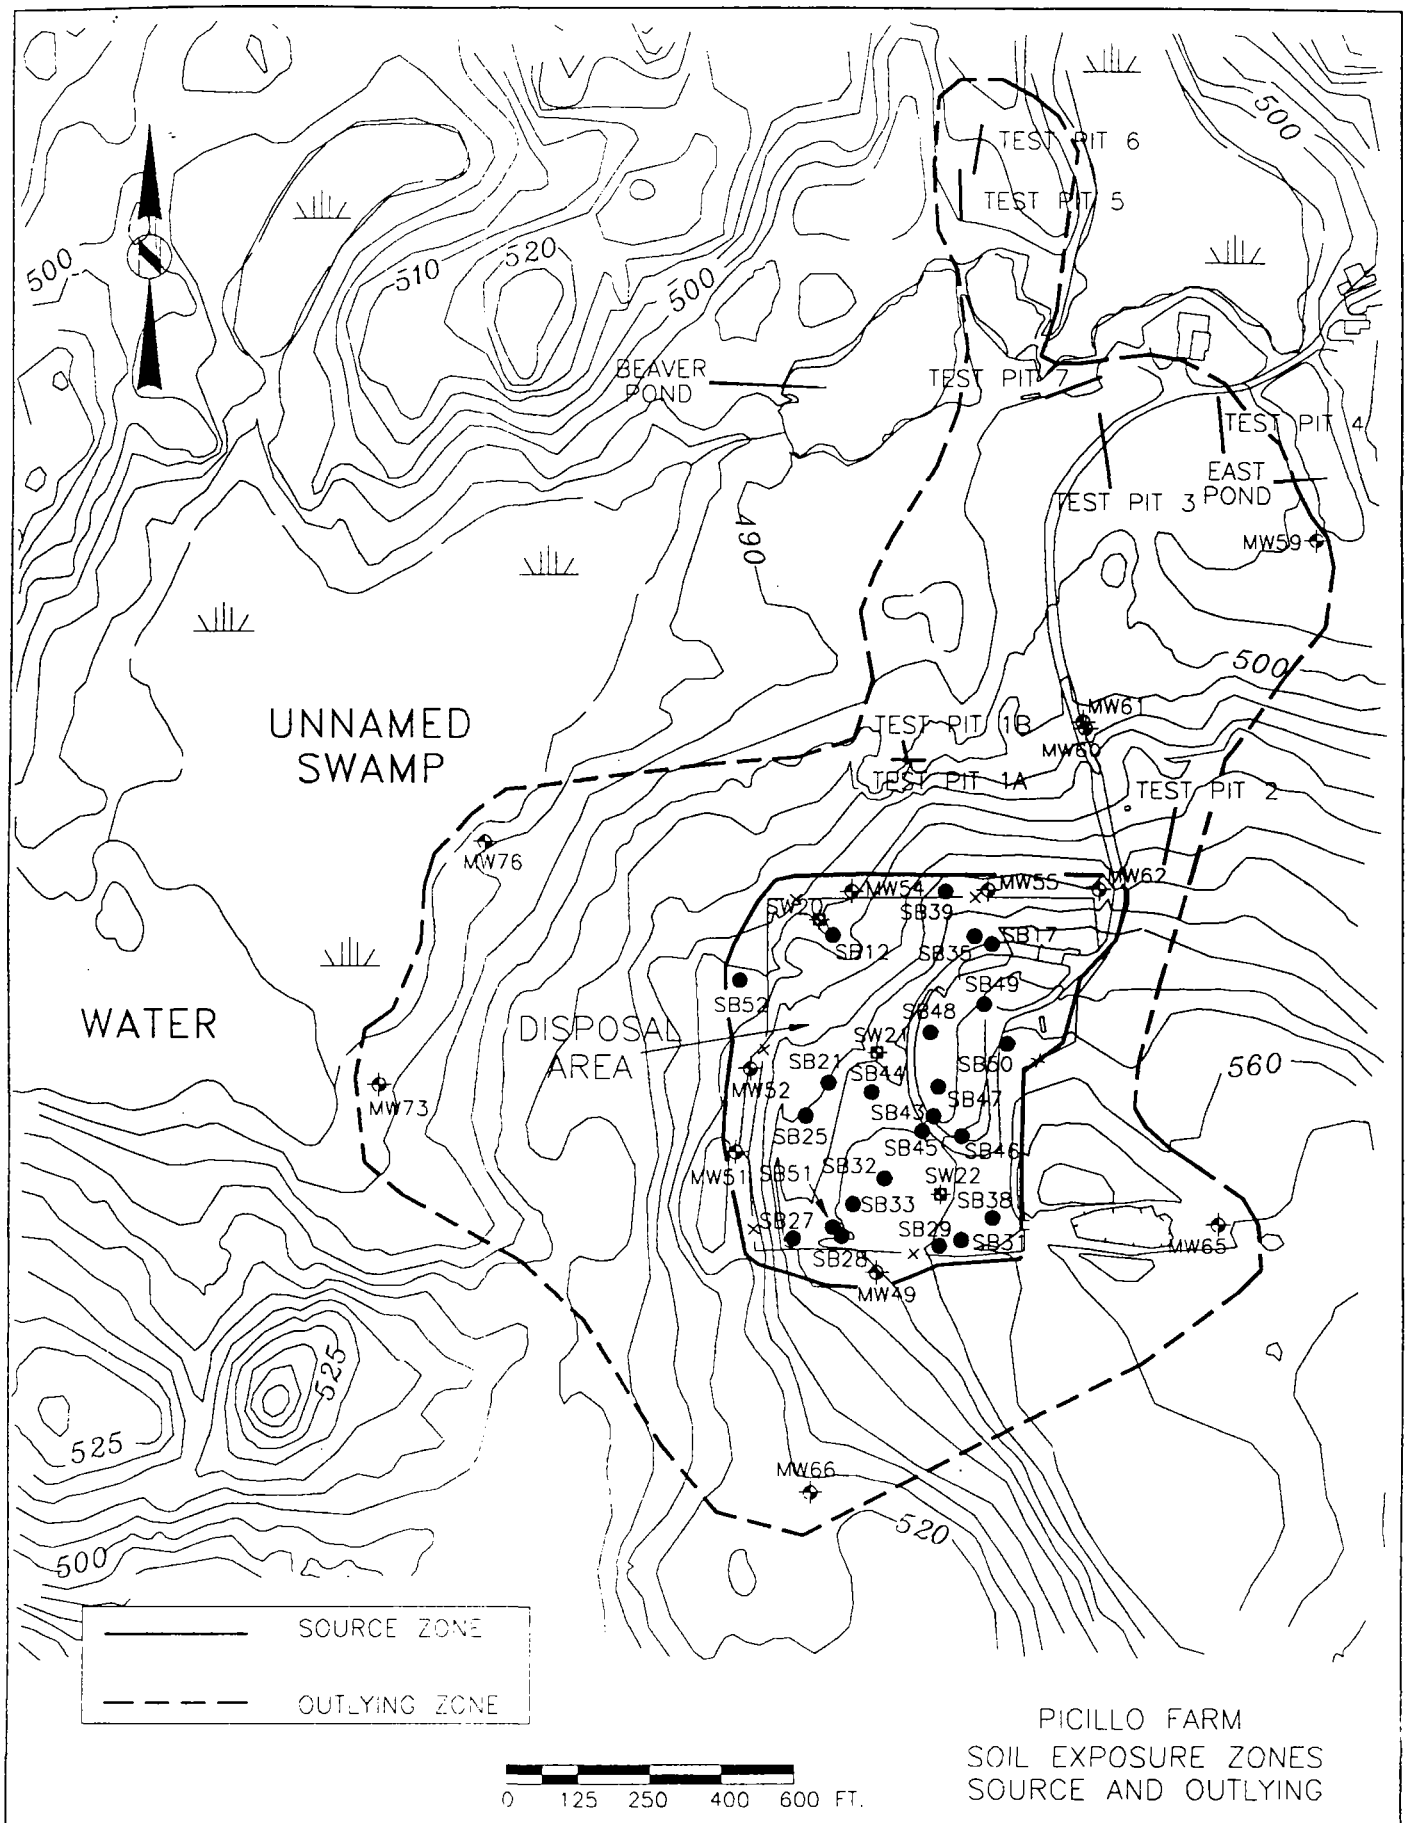 TEST PIT 6
500
TEST PIT 5
500
510
520
500
BEAVER
POND
TEST PIT 7
TEST PIT 4
EAST
POND
TEST PIT 3
490
MW59
500
UNNAMED
SWAMP
MW61
TEST PIT 1B
MW60
TEST PIT 1A
TEST PIT 2
MW76
MW54
MW55
MW62
SW20
SB39
SB12
SB35
SB17
SB52
SB49
WATER
DISPOSAL
AREA
SB48
SW21
SB21
SB44
SB50
560
MW52
MW73
SB47
SB43
SB25
SB45
SB46
MW51
SB51
SB32
SW22
SB33
SB38
SB27
SB29
SB31
MW65
SB28
MW49
525
525
MW66
520
500
SOURCE ZONE
OUTLYING ZONE
PICILLO FARM
SOIL EXPOSURE ZONES
SOURCE AND OUTLYING
0 125 250 400 600 FT.